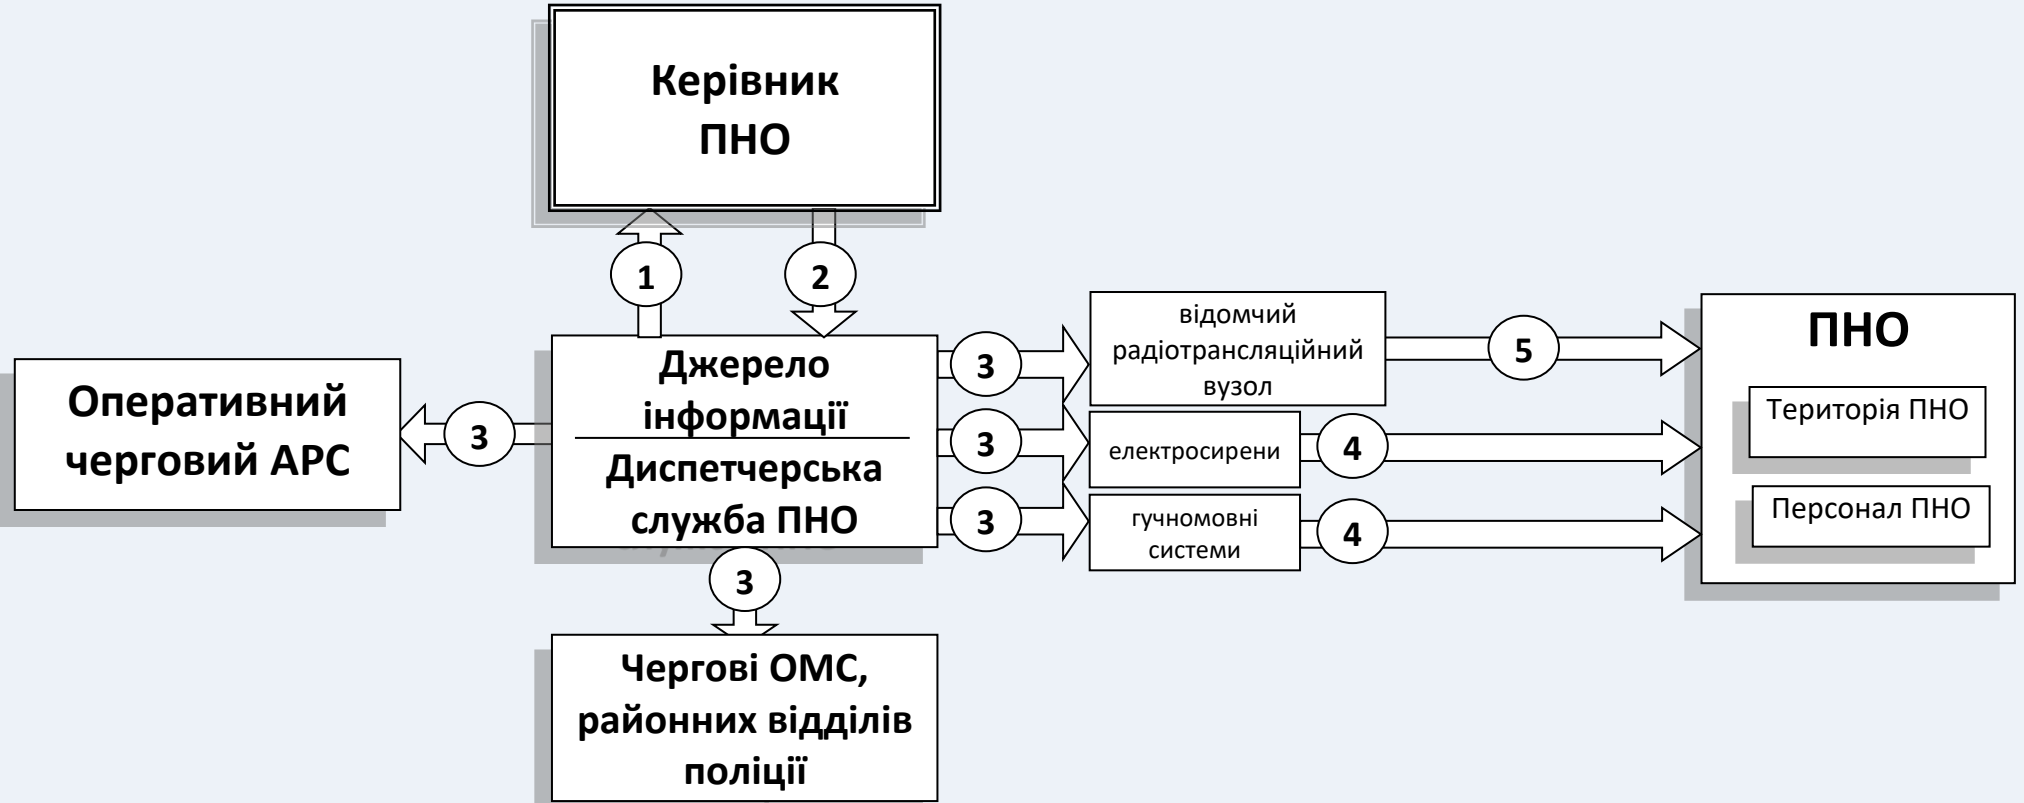 Керівник
ПНО
1
2
Оперативний
черговий АРС
3
Джерело
інформації
Диспетчерська
служба ПНО
3
3
3
відомчий
радіотрансляційний
вузол
електросирени
гучномовні
системи
5
4
4
ПНО
Територія ПНО
Персонал ПНО
3
Чергові ОМС,
районних відділів
поліції